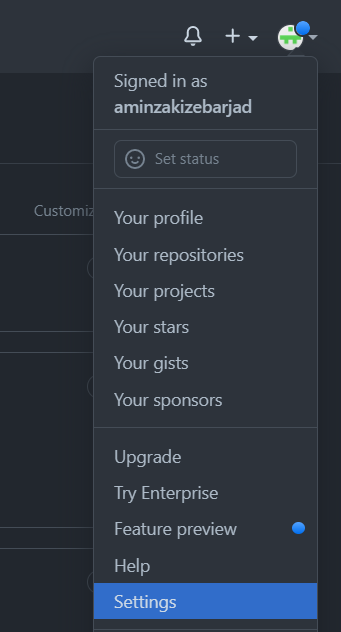 Signed in as
aminzakizebarjad
Set status
Customiz
Your profile
Your repositories
Your projects
Your stars
Your gists
Your sponsors
Upgrade
Try Enterprise
Feature preview
Help
Settings